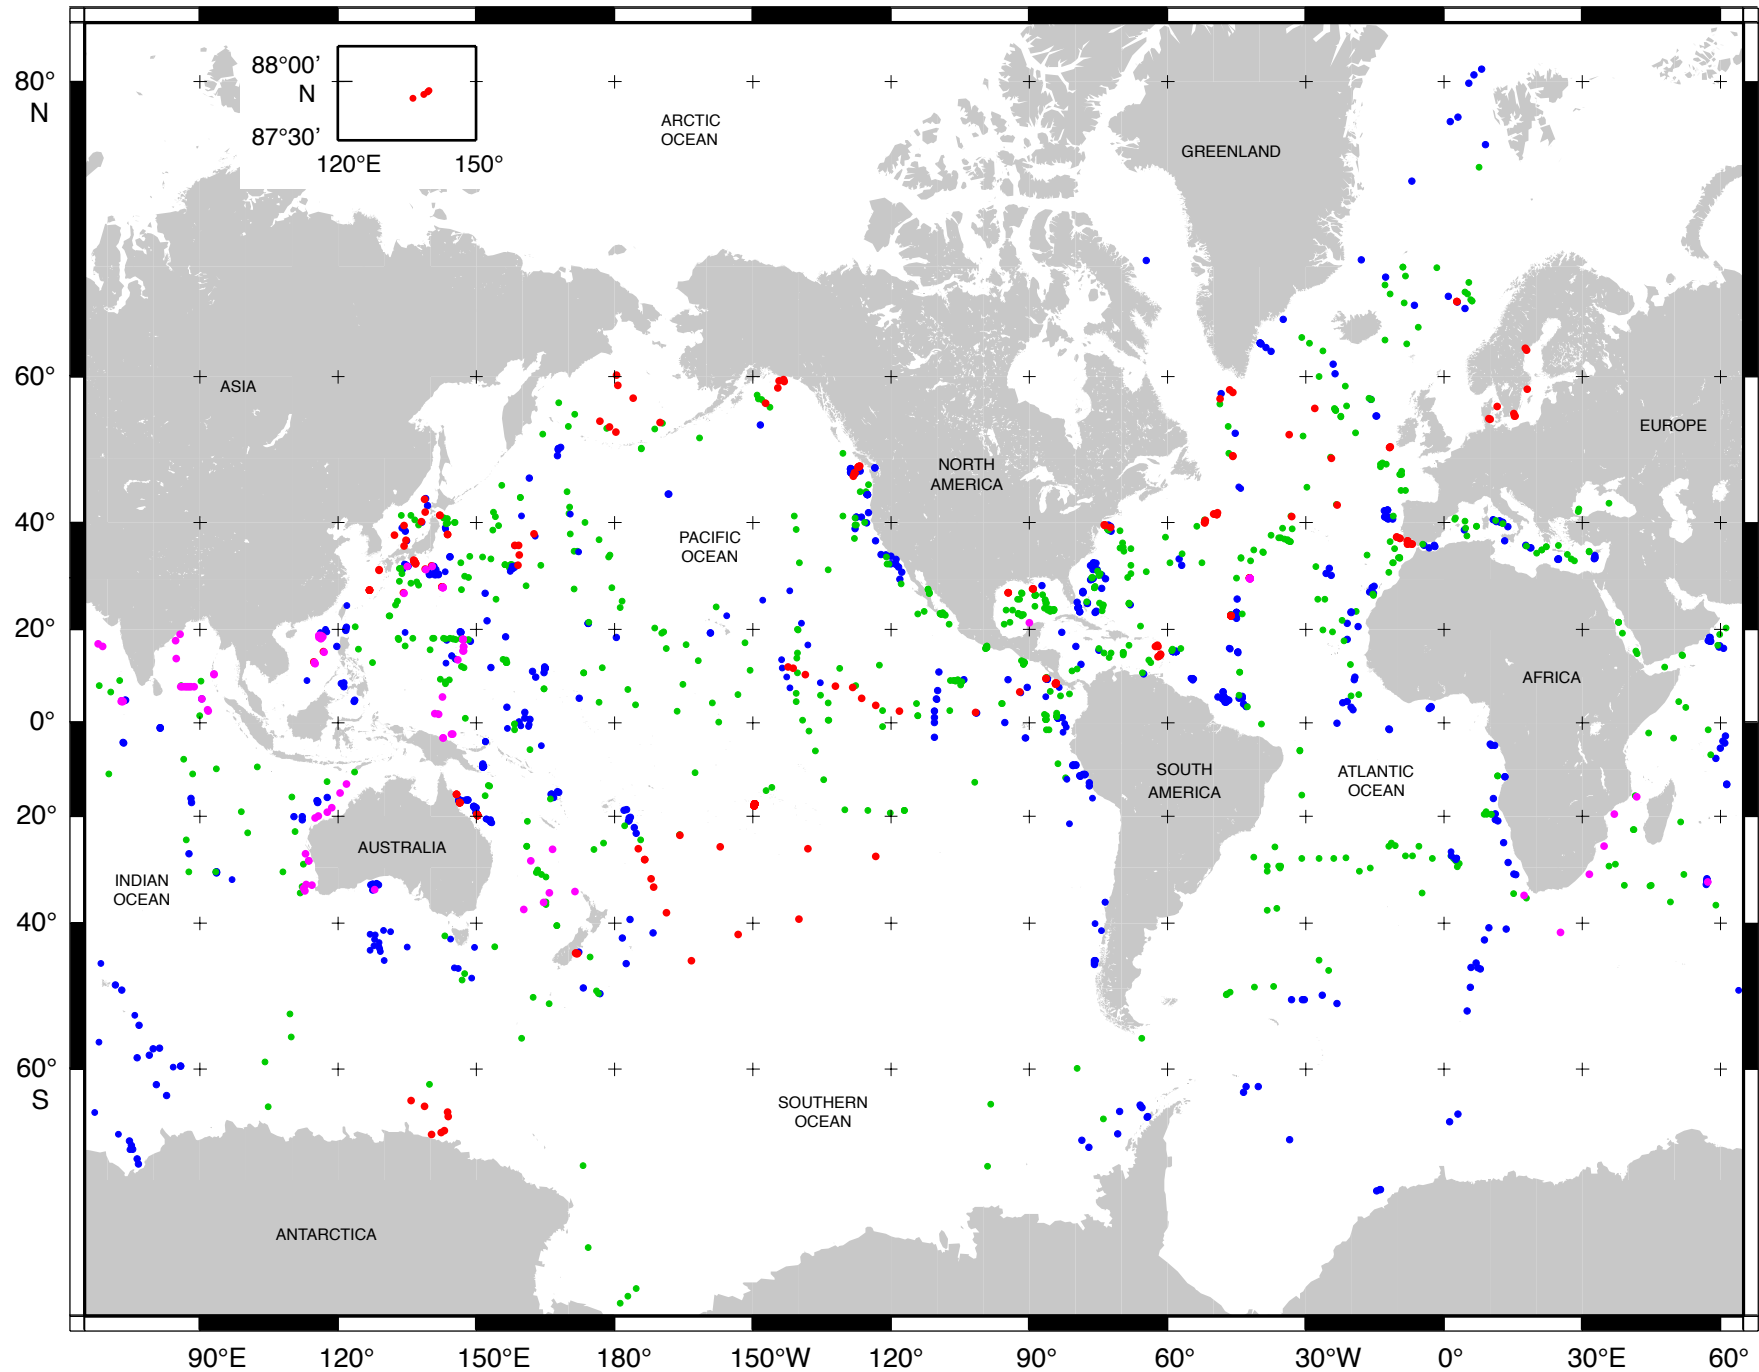 88°00'
N
87°30'
120°E 150°
80°
N
60°
40°
20°
0°
20°
40°
60°
S
ARCTIC
OCEAN
GREENLAND
ASIA
NORTH
AMERICA
EUROPE
PACIFIC
OCEAN
AFRICA
SOUTH
AMERICA
ATLANTIC
OCEAN
AUSTRALIA
INDIAN
OCEAN
SOUTHERN
OCEAN
ANTARCTICA
90°E 120° 150°E 180° 150°W 120° 90° 60° 30°W 0° 30°E 60°